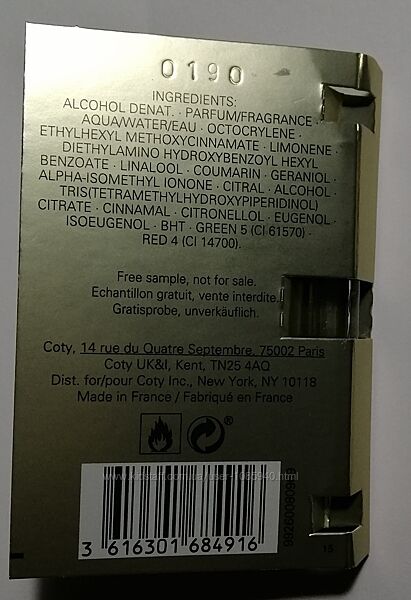 0190
INGREDIENTS:
ALCOHOL DENAT. · PARFUM/FRAGRANCE ·
AQUA/WATER/EAU · OCTOCRYLENE ·
ETHYLHEXYL METHOXYCINNAMATE · LIMONENE ·
DIETHYLAMINO HYDROXYBENZOYL HEXYL
BENZOATE · LINALOOL · COUMARIN · GERANIOL ·
ALPHA-ISOMETHYL IONONE · CITRAL · ALCOHOL ·
TRIS(TETRAMETHYLHYDROXYPIPERIDINOL)
CITRATE · CINNAMAL · CITRONELLOL · EUGENOL ·
ISOEUGENOL · BHT · GREEN 5 (CI 61570) ·
RED 4 (CI 14700).
Free sample, not for sale.
Echantillon gratuit, vente interdite.
Gratisprobe, unverkäuflich.
Coty, 14 rue du Quatre Septembre, 75002 Paris
Coty UK&I, Kent, TN25 4AQ
Dist. for/pour Coty Inc., New York, NY 10118
Made in France / Fabriqué en France
®
3 616301 684916
15